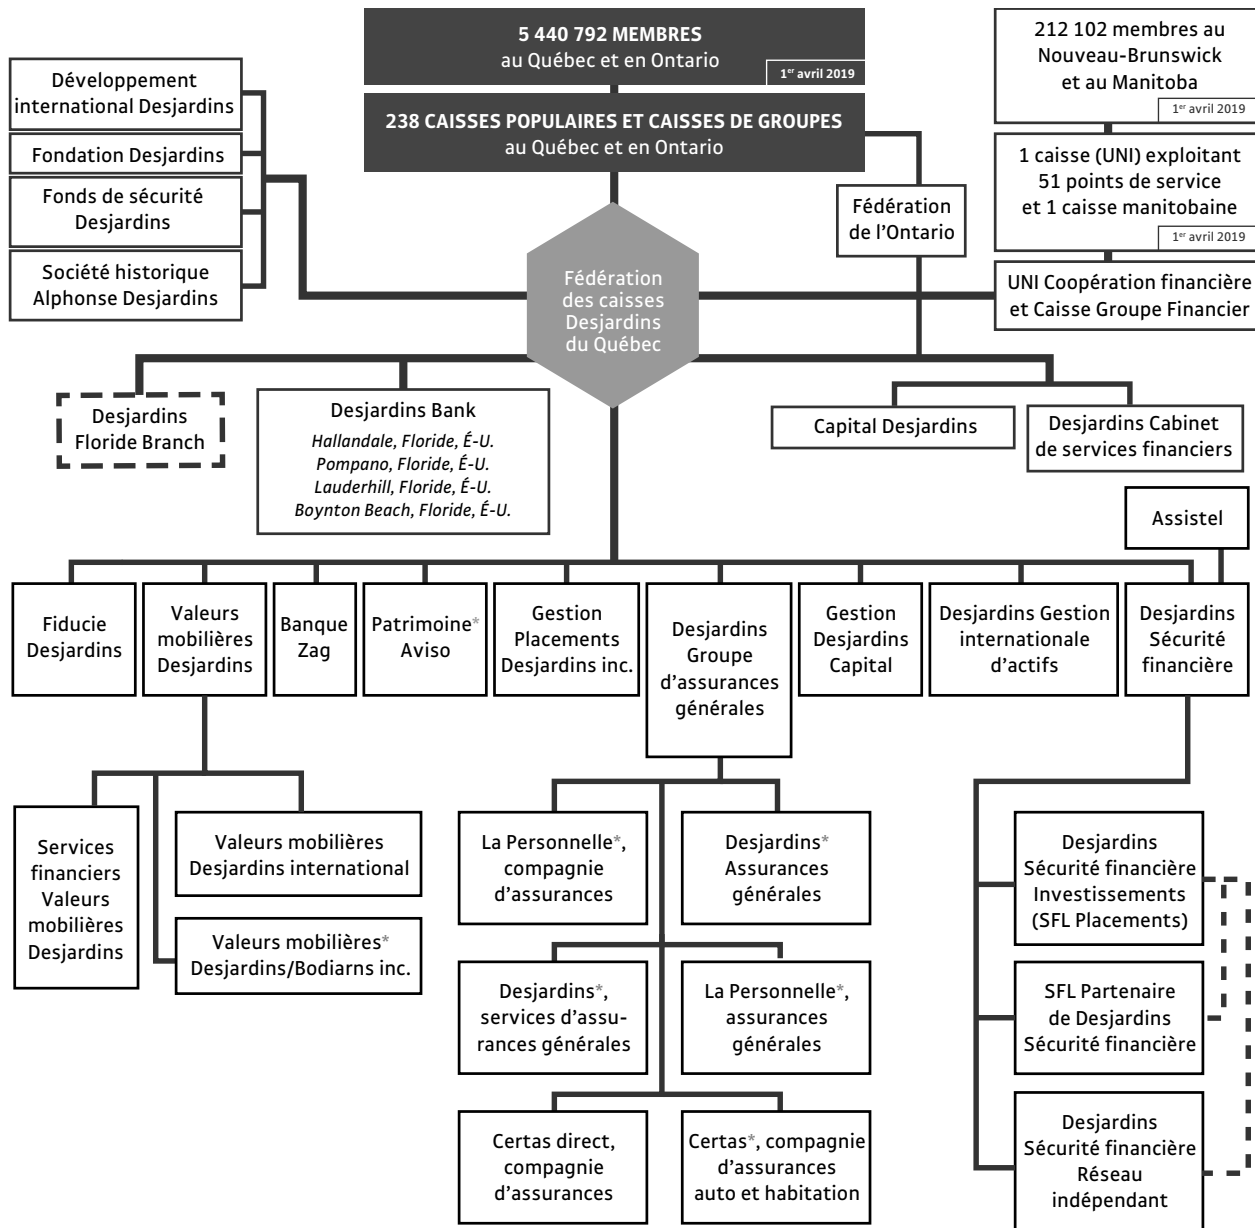 5 440 792 MEMBRES
au Québec et en Ontario
1er avril 2019
212 102 membres au
Nouveau-Brunswick
et au Manitoba
1er avril 2019
Développement
international Desjardins
238 CAISSES POPULAIRES ET CAISSES DE GROUPES
au Québec et en Ontario
Fondation Desjardins
1 caisse (UNI) exploitant
51 points de service
et 1 caisse manitobaine
1er avril 2019
Fonds de sécurité
Desjardins
Fédération
de l'Ontario
Société historique
Alphonse Desjardins
Fédération
des caisses
Desjardins
du Québec
UNI Coopération financière
et Caisse Groupe Financier
Desjardins
Floride Branch
Desjardins Bank
Hallandale, Floride, É-U.
Pompano, Floride, É-U.
Lauderhill, Floride, É-U.
Boynton Beach, Floride, É-U.
Capital Desjardins
Desjardins Cabinet
de services financiers
Assistel
Fiducie
Desjardins
Valeurs
mobilières
Desjardins
Banque
Zag
Patrimoine*
Aviso
Gestion
Placements
Desjardins inc.
Desjardins
Groupe
d'assurances
générales
Gestion
Desjardins
Capital
Desjardins Gestion
internationale
d'actifs
Desjardins
Sécurité
financière
Services
financiers
Valeurs
mobilières
Desjardins
Valeurs mobilières
Desjardins international
Valeurs mobilières*
Desjardins/Bodiarns inc.
La Personnelle*,
compagnie
d'assurances
Desjardins*
Assurances
générales
Desjardins*,
services d'assu-
rances générales
La Personnelle*,
assurances
générales
Certas direct,
compagnie
d'assurances
Certas*, compagnie
d'assurances
auto et habitation
Desjardins
Sécurité financière
Investissements
(SFL Placements)
SFL Partenaire
de Desjardins
Sécurité financière
Desjardins
Sécurité financière
Réseau
indépendant